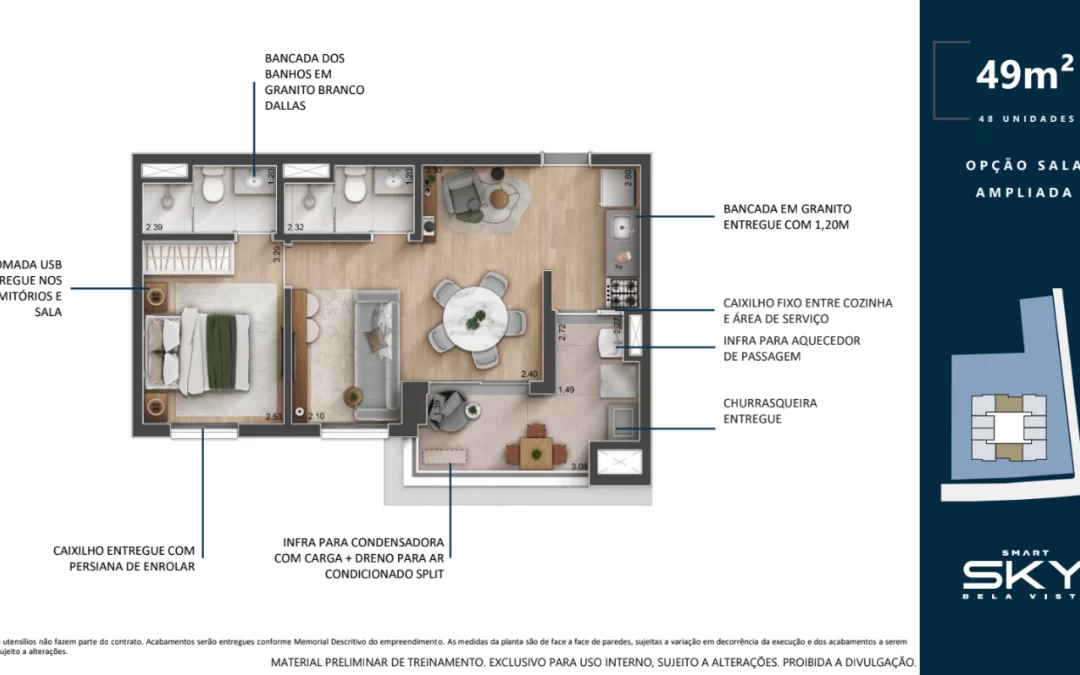 BANCADA DOS
BANHOS EM
GRANITO BRANCO
DALLAS
49m²
48 UNIDADES
OPÇÃO SALA
AMPLIADA
1.20
1.20
3.93
2.60
2.39
2.32
3.29
BANCADA EM GRANITO
ENTREGUE COM 1,20M
OMADA USB
REGUE NOS
MITÓRIOS E
SALA
CAIXILHO FIXO ENTRE COZINHA
E ÁREA DE SERVIÇO
INFRA PARA AQUECEDOR
DE PASSAGEM
2.72
2.40
1.49
1.39
2.53
2.10
3.08
CHURRASQUEIRA
ENTREGUE
CAIXILHO ENTREGUE COM
PERSIANA DE ENROLAR
INFRA PARA CONDENSADORA
COM CARGA + DRENO PARA AR
CONDICIONADO SPLIT
SMART
SKY
BELA VIST
utensílios não fazem parte do contrato. Acabamentos serão entregues conforme Memorial Descritivo do empreendimento. As medidas da planta são de face a face de paredes, sujeitas a variação em decorrência da execução e dos acabamentos a serem
ujeito a alterações.
MATERIAL PRELIMINAR DE TREINAMENTO. EXCLUSIVO PARA USO INTERNO, SUJEITO A ALTERAÇÕES. PROIBIDA A DIVULGAÇÃO.